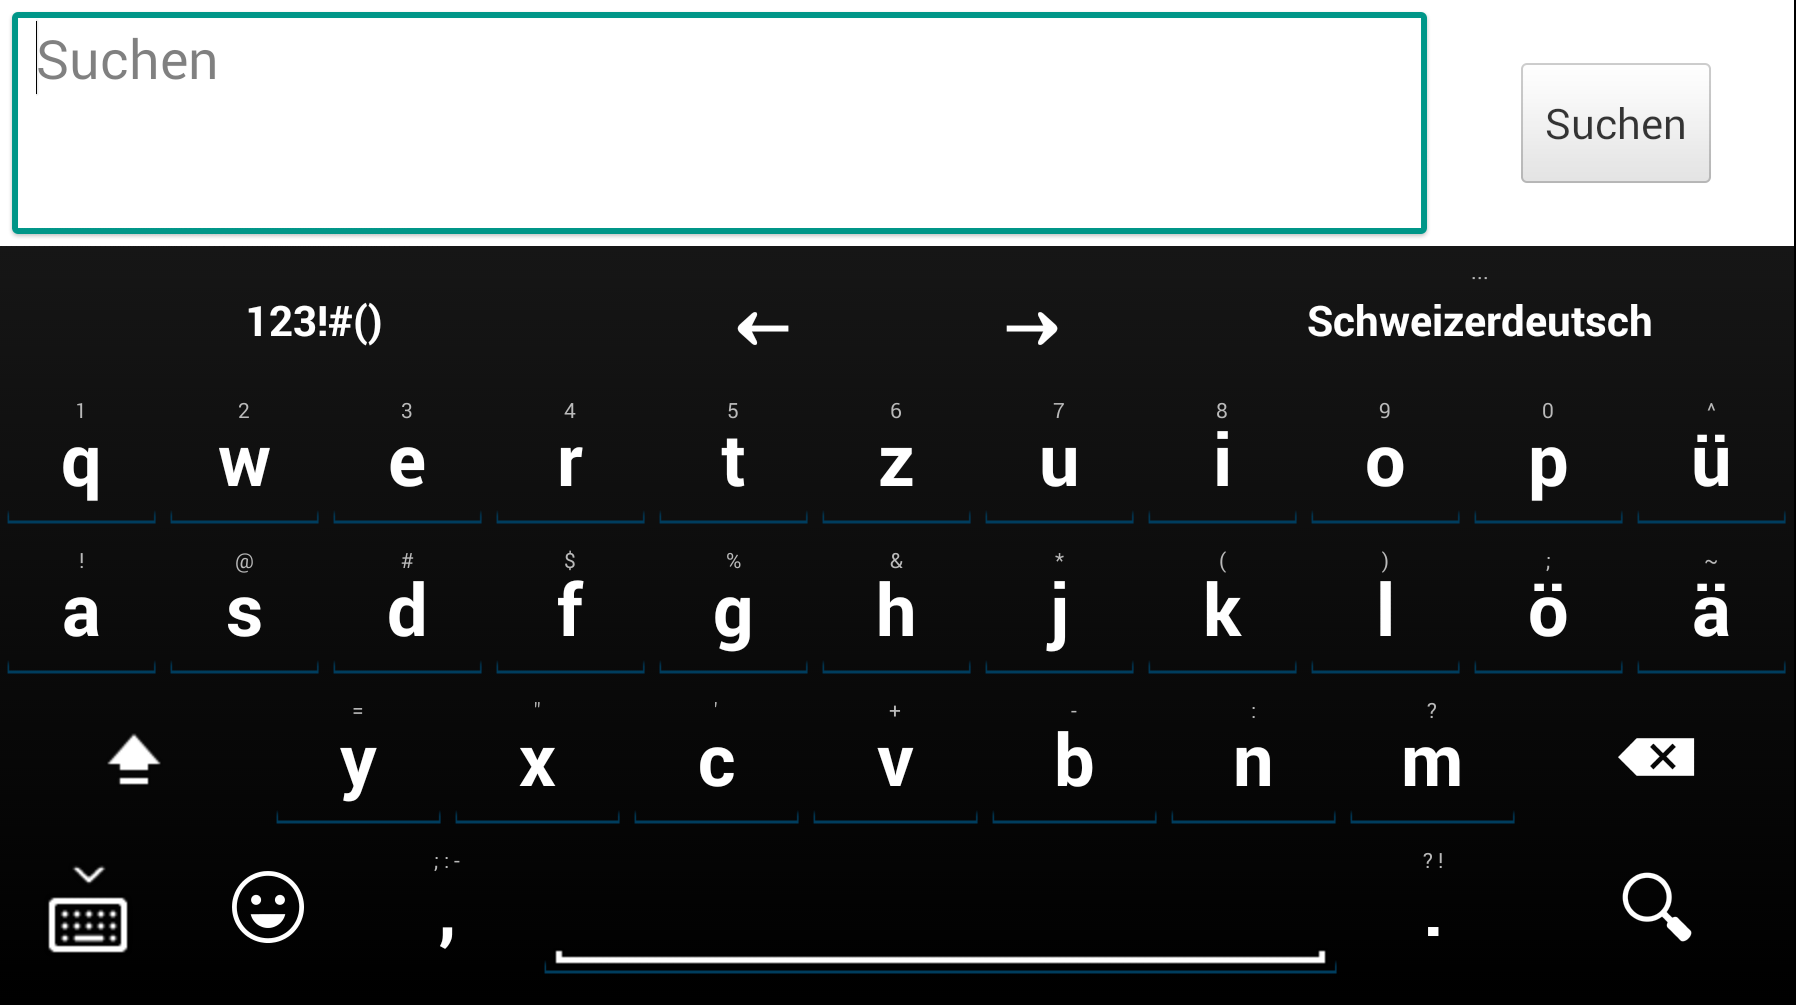 Suchen
Suchen
...
123!#() ← → Schweizerdeutsch
1 2 3 4 5 6 7 8 9 0 ^
q w e r t z u i o p ü
! @ # $ % & * ( ) ; ~
a s d f g h j k l ö ä
= " ' + - : ?
y x c v b n m
; : - ? !
, .